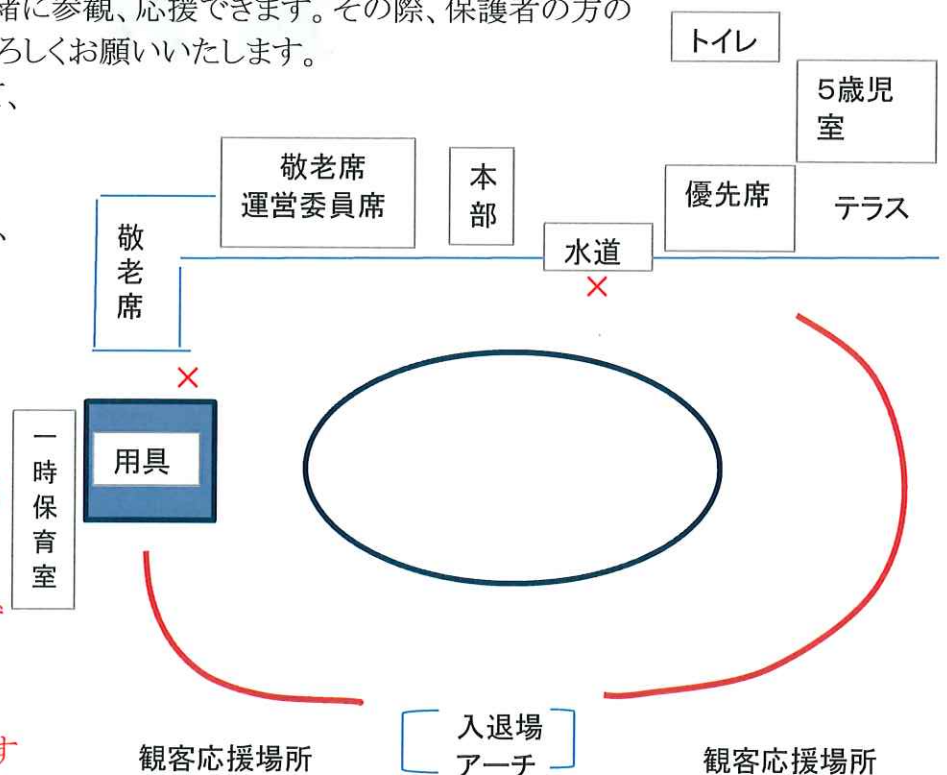 緒に参観、応援できます。その際、保護者の方の
ろしくお願いいたします。
トイレ
5歳児
室
敬老席
運営委員席
本部
優先席
テラス
水道
敬老席
×
×
用具
一時保育室
す
入退場
アーチ
観客応援場所
観客応援場所